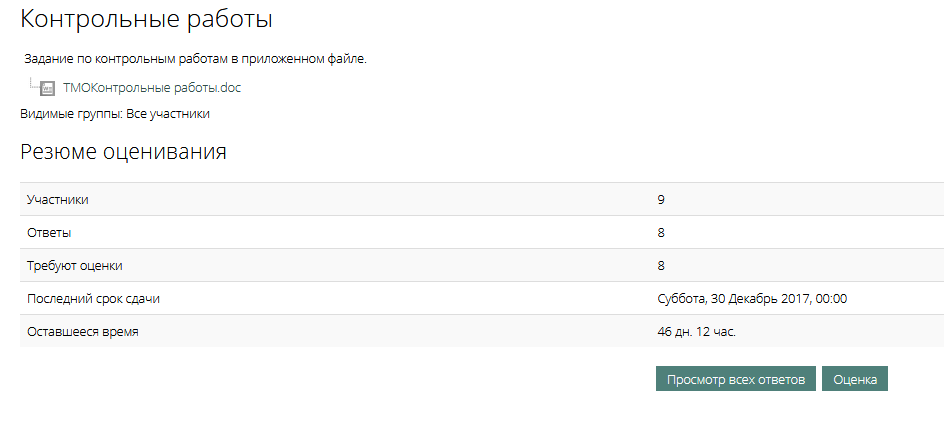 Контрольные работы
Задание по контрольным работам в приложенном файле.
ТМОКонтрольные работы.doc
Видимые группы: Все участники
Резюме оценивания
Участники 9
Ответы 8
Требуют оценки 8
Последний срок сдачи Суббота, 30 Декабрь 2017, 00:00
Оставшееся время 46 дн. 12 час.
Просмотр всех ответов Оценка